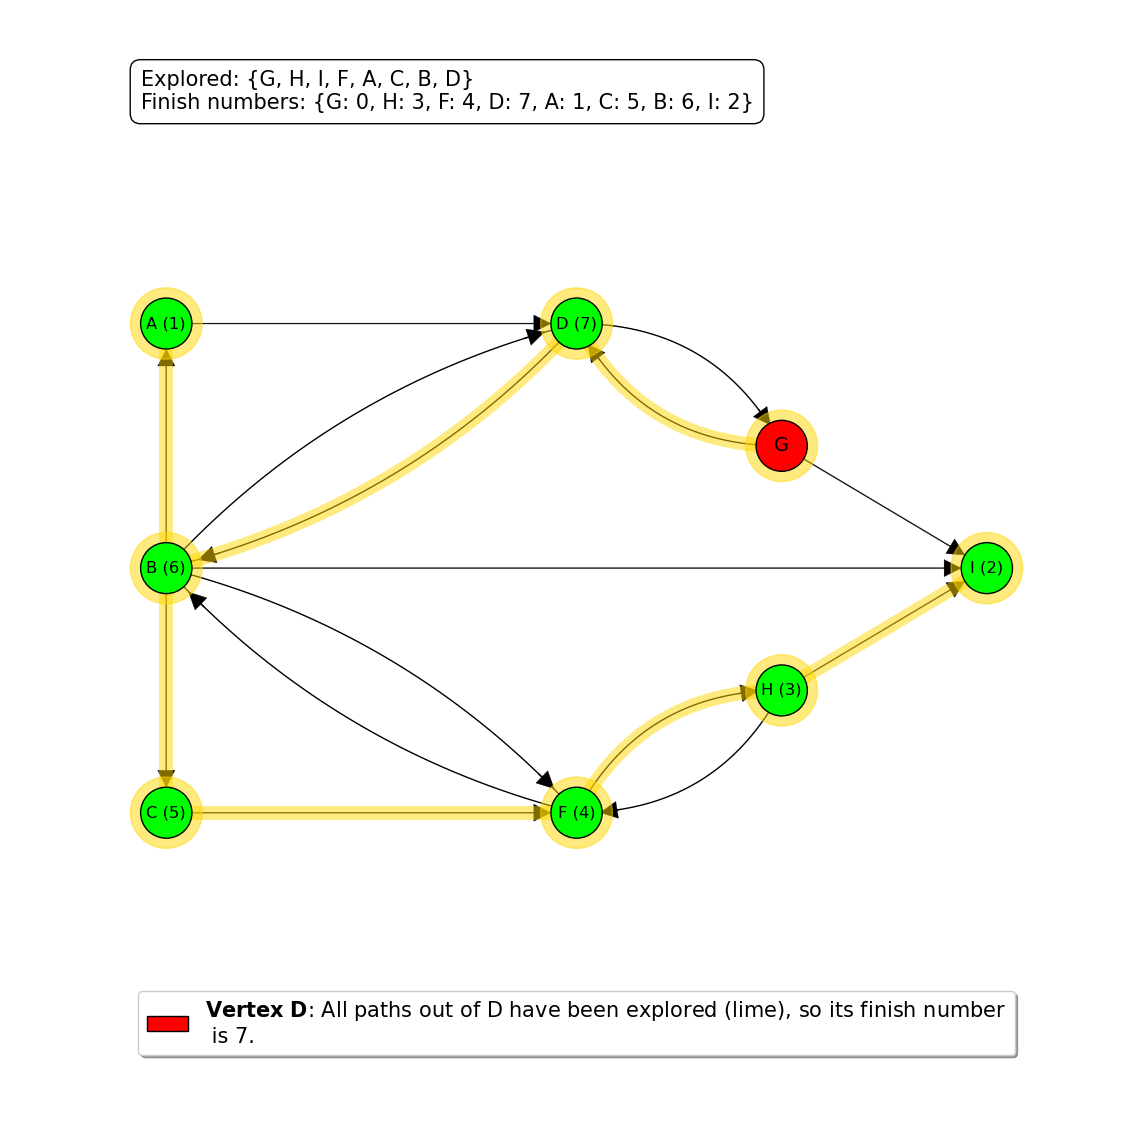 Explored: {G, H, I, F, A, C, B, D}
Finish numbers: {G: 0, H: 3, F: 4, D: 7, A: 1, C: 5, B: 6, I: 2}
A (1)
D (7)
G
B (6)
I (2)
H (3)
C (5)
F (4)
Vertex D: All paths out of D have been explored (lime), so its finish number
is 7.